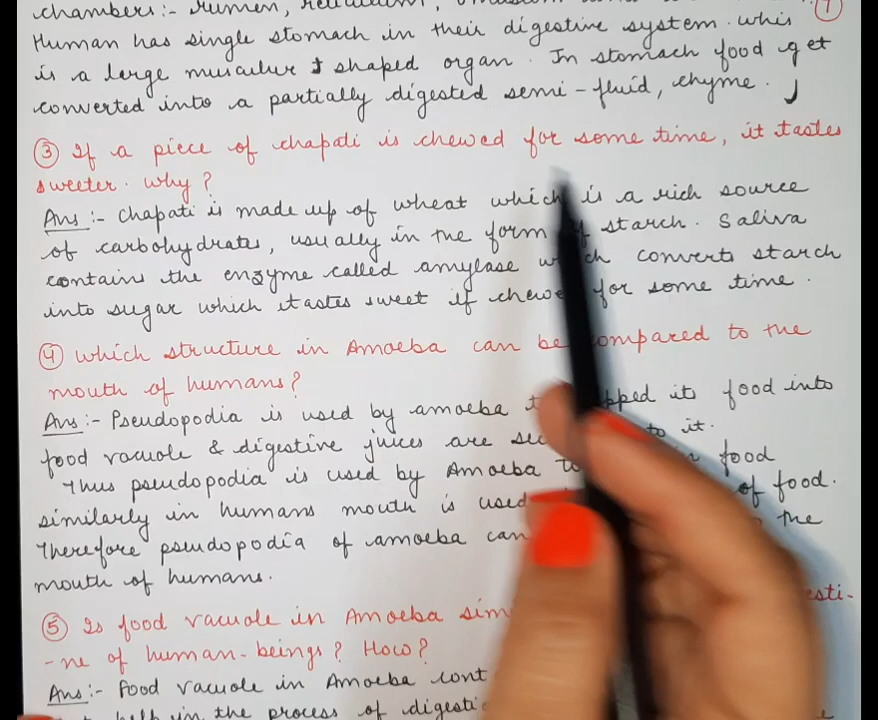 chambers:- rumen, reticulum,
Human has single stomach in their digestive system. This
is a large muscular J shaped organ. In stomach food get
converted into a partially digested semi-fluid, chyme.
③ If a piece of chapati is chewed for some time, it tastes
sweeter. Why?
Ans:- Chapati is made up of wheat which is a rich source
of carbohydrates, usually in the form of starch. Saliva
contains the enzyme called amylase which converts starch
into sugar which tastes sweet if chewed for some time.
④ Which structure in Amoeba can be compared to the
mouth of humans?
Ans:- Pseudopodia is used by amoeba its food into
food vacuole & digestive juices are to it.
Thus pseudopodia is used by Amoeba food
similarly in humans mouth is used of food.
Therefore pseudopodia of amoeba can the
mouth of humans.
⑤ Is food vacuole in Amoeba esti-
-ne of human-beings? How?
Ans:- Food vacuole in Amoeba
help in the process of